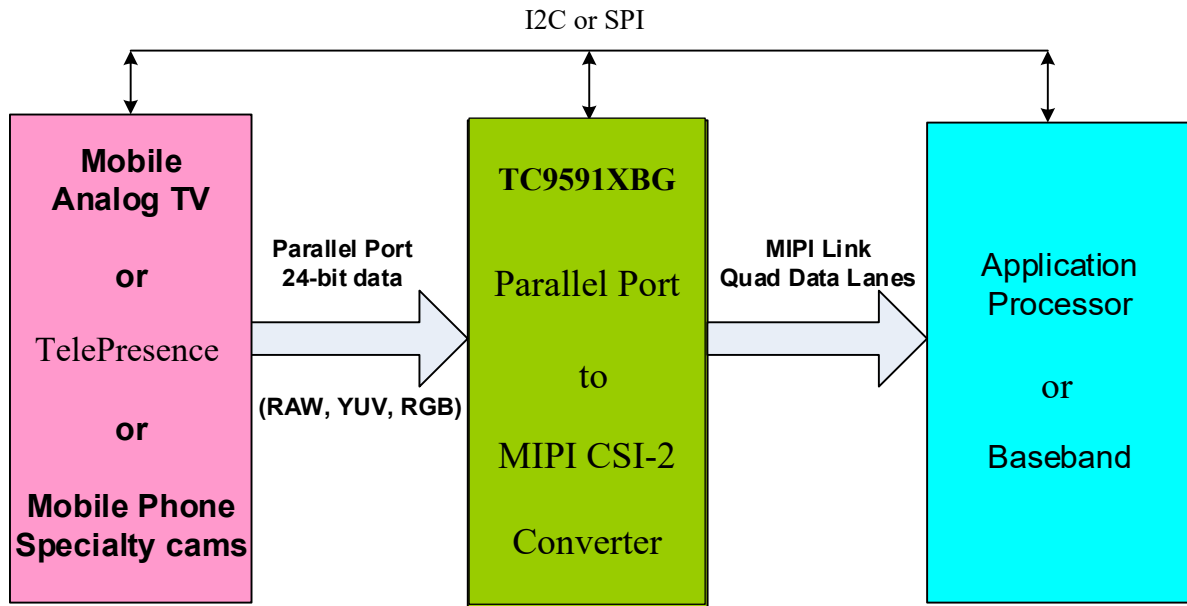 I2C or SPI
Mobile
Analog TV
or
TelePresence
or
Mobile Phone
Specialty cams
Parallel Port
24-bit data
(RAW, YUV, RGB)
TC9591XBG
Parallel Port
to
MIPI CSI-2
Converter
MIPI Link
Quad Data Lanes
Application
Processor
or
Baseband